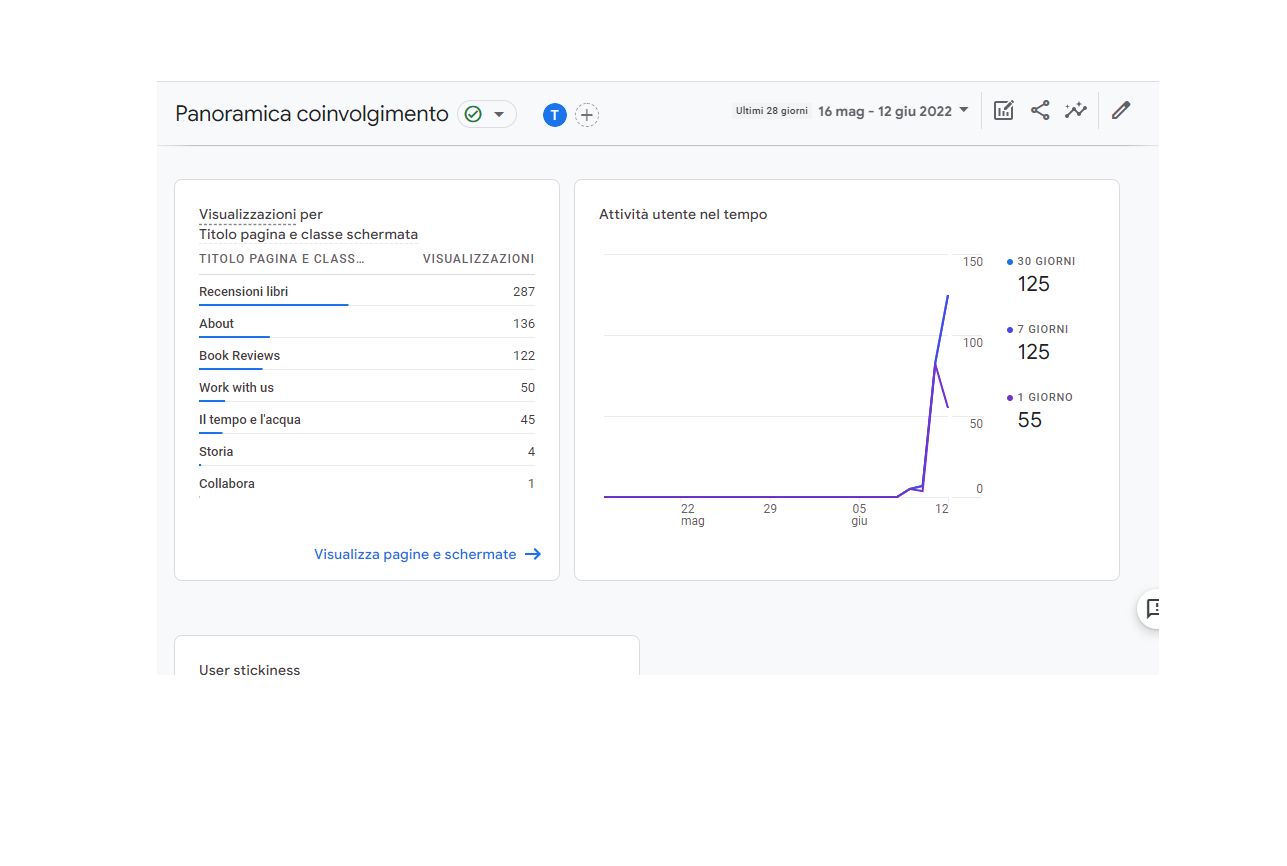 Panoramica coinvolgimento
T
Ultimi 28 giorni 16 mag - 12 giu 2022
Visualizzazioni per
Titolo pagina e classe schermata
TITOLO PAGINA E CLASS… VISUALIZZAZIONI
Recensioni libri 287
About 136
Book Reviews 122
Work with us 50
Il tempo e l'acqua 45
Storia 4
Collabora 1
Visualizza pagine e schermate
Attività utente nel tempo
150
100
50
0
22 mag
29
05 giu
12
30 GIORNI
125
7 GIORNI
125
1 GIORNO
55
User stickiness